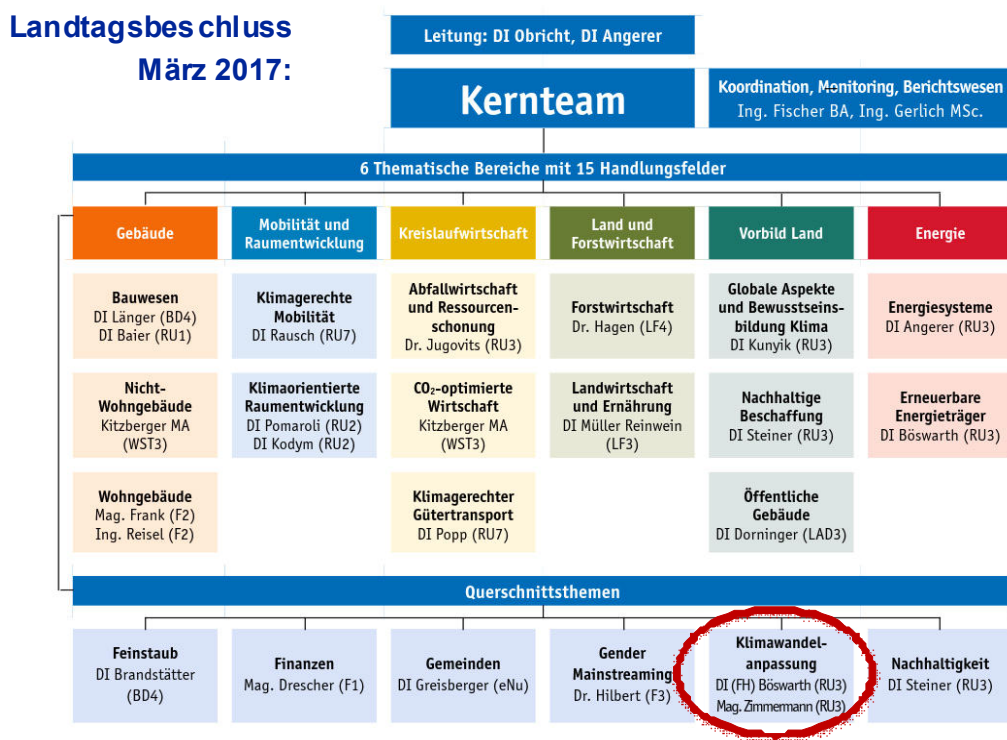 Landtagsbeschluss
März 2017:
Leitung: DI Obricht, DI Angerer
Kernteam
Koordination, Monitoring, Berichtswesen
Ing. Fischer BA, Ing. Gerlich MSc.
6 Thematische Bereiche mit 15 Handlungsfelder
Gebäude
Bauwesen
DI Länger (BD4)
DI Baier (RU1)
Nicht-
Wohngebäude
Kitzberger MA
(WST3)
Wohngebäude
Mag. Frank (F2)
Ing. Reisel (F2)
Mobilität und
Raumentwicklung
Klimagerechte
Mobilität
DI Rausch (RU7)
Klimaorientierte
Raumentwicklung
DI Pomaroli (RU2)
DI Kodym (RU2)
Kreislaufwirtschaft
Abfallwirtschaft
und Ressourcen-
schonung
Dr. Jugovits (RU3)
CO₂-optimierte
Wirtschaft
Kitzberger MA
(WST3)
Klimagerechter
Gütertransport
DI Popp (RU7)
Land und
Forstwirtschaft
Forstwirtschaft
Dr. Hagen (LF4)
Landwirtschaft
und Ernährung
DI Müller Reinwein
(LF3)
Vorbild Land
Globale Aspekte
und Bewusstseins-
bildung Klima
DI Kunyik (RU3)
Nachhaltige
Beschaffung
DI Steiner (RU3)
Öffentliche
Gebäude
DI Dorninger (LAD3)
Energie
Energiesysteme
DI Angerer (RU3)
Erneuerbare
Energieträger
DI Böswarth (RU3)
Querschnittsthemen
Feinstaub
DI Brandstätter
(BD4)
Finanzen
Mag. Drescher (F1)
Gemeinden
DI Greisberger (eNu)
Gender
Mainstreaming
Dr. Hilbert (F3)
Klimawandel-
anpassung
DI (FH) Böswarth (RU3)
Mag. Zimmermann (RU3)
Nachhaltigkeit
DI Steiner (RU3)